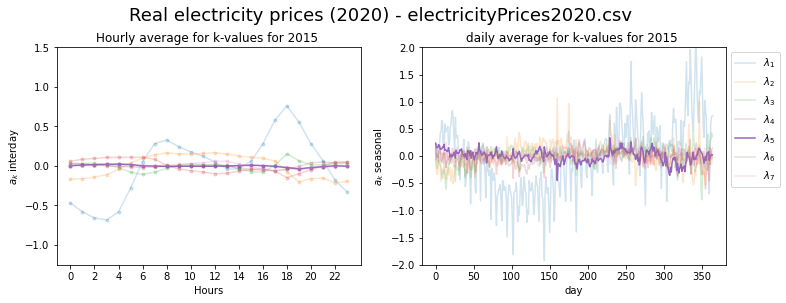 Real electricity prices (2020) - electricityPrices2020.csv
Hourly average for k-values for 2015
1.5
1.0
0.5
0.0
−0.5
−1.0
a_k interday
0 2 4 6 8 10 12 14 16 18 20 22
Hours
daily average for k-values for 2015
2.0
1.5
1.0
0.5
0.0
−0.5
−1.0
−1.5
−2.0
a_k seasonal
0 50 100 150 200 250 300 350
day
λ₁
λ₂
λ₃
λ₄
λ₅
λ₆
λ₇